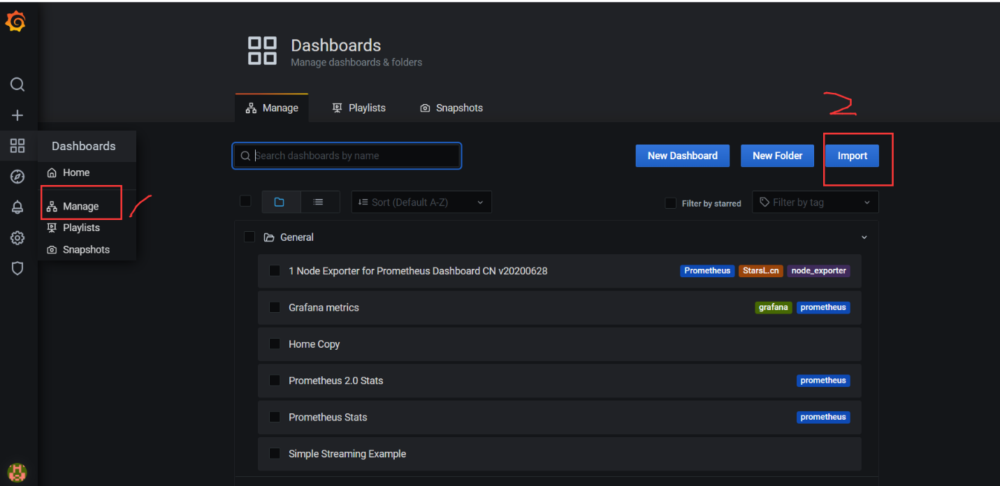 Dashboards
Manage dashboards & folders
Manage Playlists Snapshots
2
Dashboards
Home
Manage
Playlists
Snapshots
Search dashboards by name
New Dashboard New Folder Import
Sort (Default A-Z)
Filter by starred Filter by tag
General
1 Node Exporter for Prometheus Dashboard CN v20200628 Prometheus StarsL.cn node_exporter
Grafana metrics grafana prometheus
Home Copy
Prometheus 2.0 Stats prometheus
Prometheus Stats prometheus
Simple Streaming Example